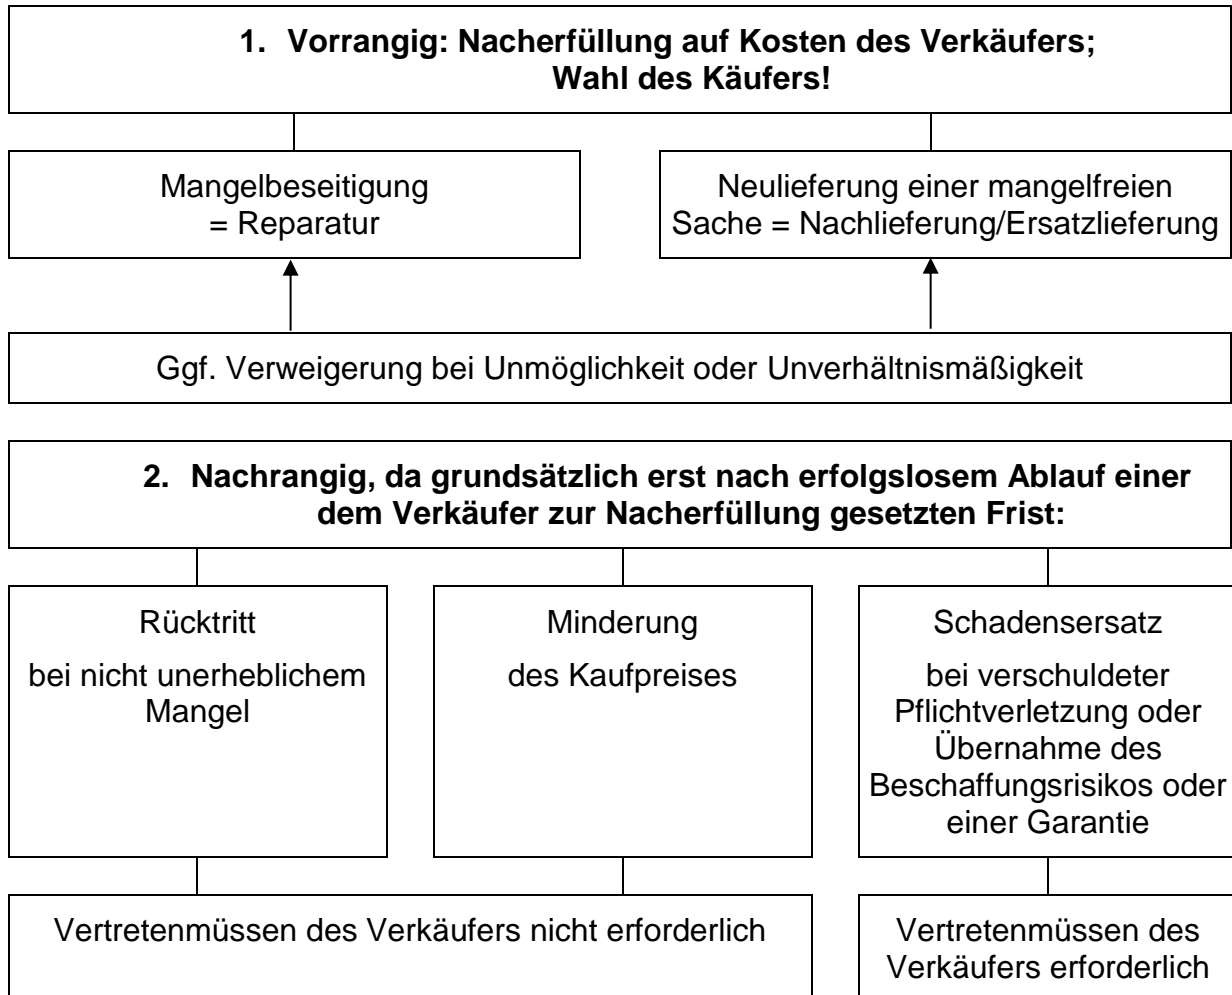 1. Vorrangig: Nacherfüllung auf Kosten des Verkäufers;
Wahl des Käufers!
Mangelbeseitigung
= Reparatur
Neulieferung einer mangelfreien
Sache = Nachlieferung/Ersatzlieferung
Ggf. Verweigerung bei Unmöglichkeit oder Unverhältnismäßigkeit
2. Nachrangig, da grundsätzlich erst nach erfolgslosem Ablauf einer
dem Verkäufer zur Nacherfüllung gesetzten Frist:
Rücktritt
bei nicht unerheblichem
Mangel
Minderung
des Kaufpreises
Schadensersatz
bei verschuldeter
Pflichtverletzung oder
Übernahme des
Beschaffungsrisikos oder
einer Garantie
Vertretenmüssen des Verkäufers nicht erforderlich
Vertretenmüssen des
Verkäufers erforderlich